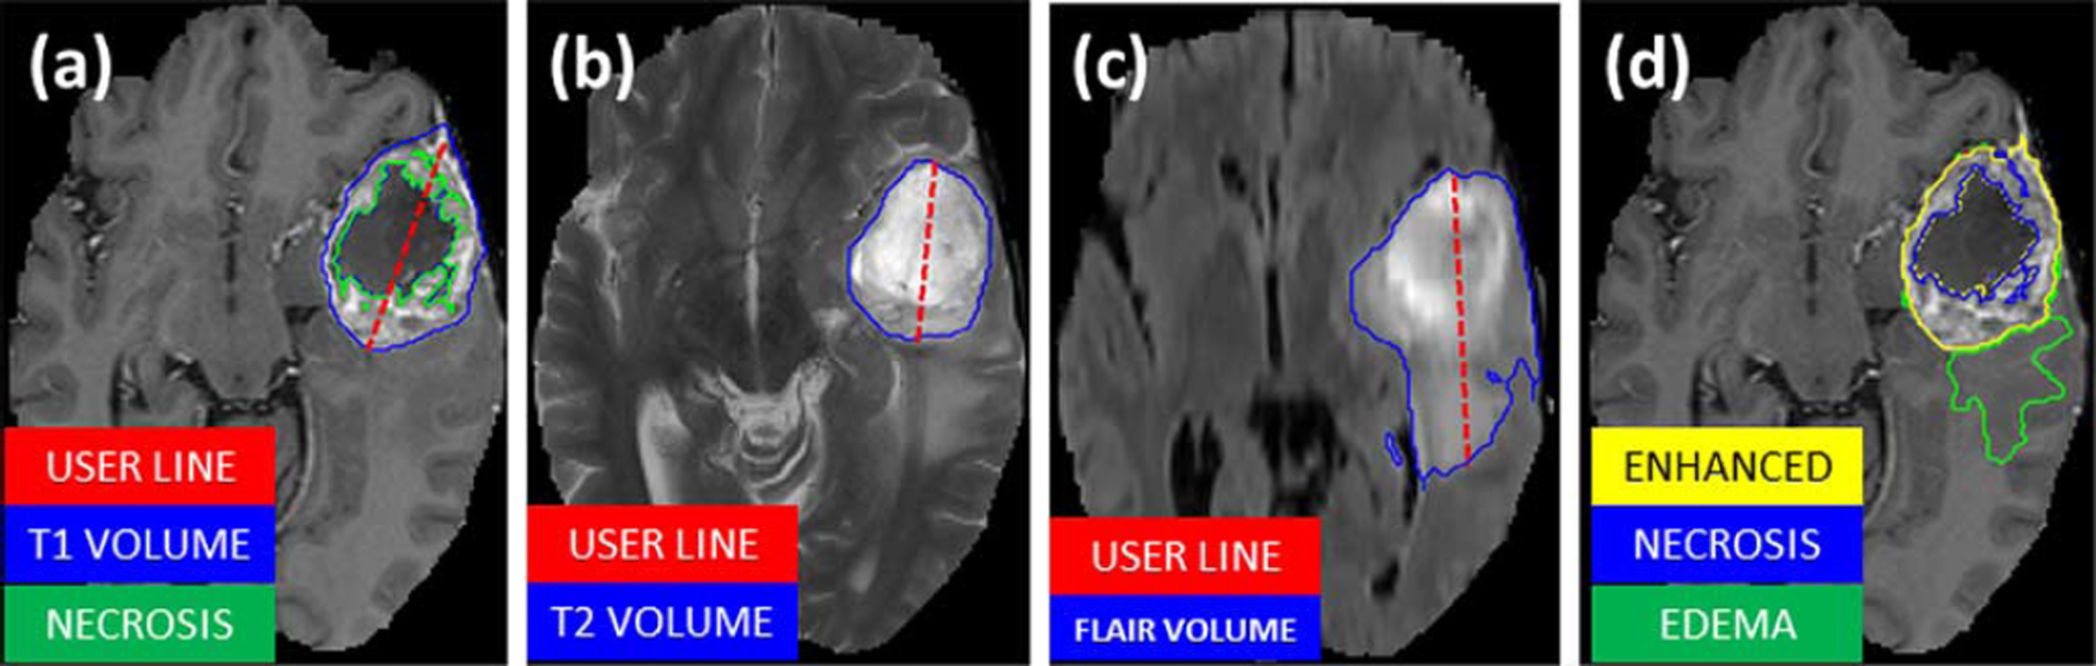 (a)
USER LINE
T1 VOLUME
NECROSIS
(b)
USER LINE
T2 VOLUME
(c)
USER LINE
FLAIR VOLUME
(d)
ENHANCED
NECROSIS
EDEMA